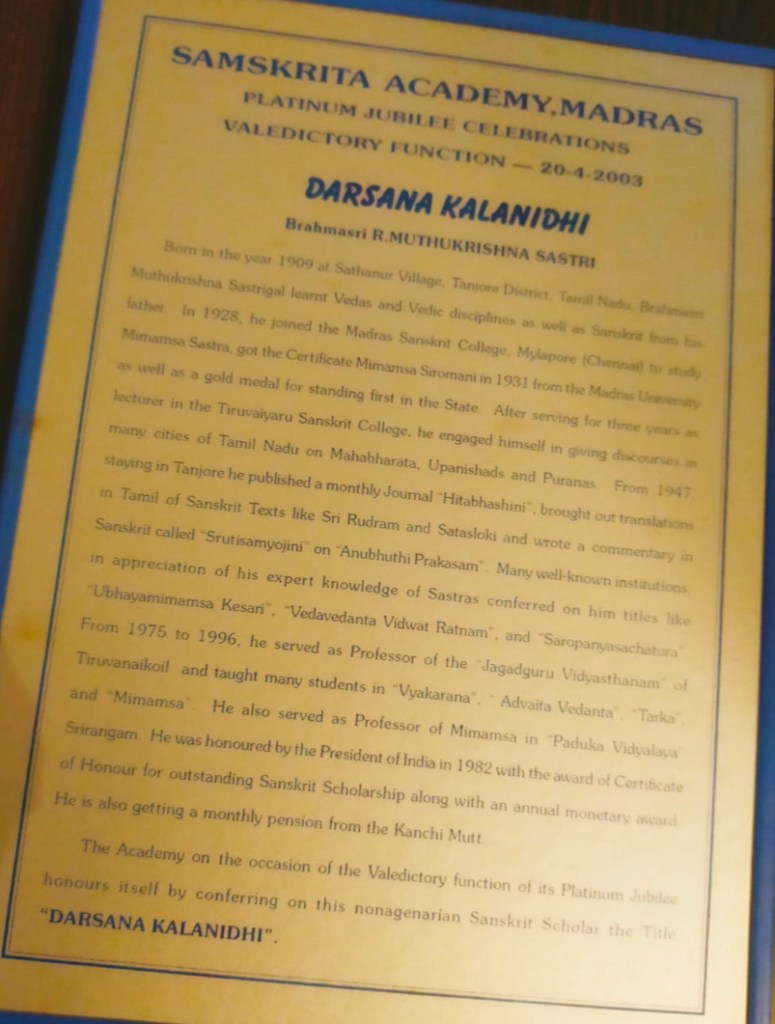 SAMSKRITA ACADEMY, MADRAS
PLATINUM JUBILEE CELEBRATIONS
VALEDICTORY FUNCTION — 20-4-2003
DARSANA KALANIDHI
Brahmasri R.MUTHUKRISHNA SASTRI
Born in the year 1909 at Sathanur Village, Tanjore District, Tamil Nadu, Brahmasri
Muthukrishna Sastrigal learnt Vedas and Vedic disciplines as well as Sanskrit from his
father. In 1928, he joined the Madras Sanskrit College, Mylapore (Chennai) to study
Mimamsa Sastra, got the Certificate Mimamsa Siromani in 1931 from the Madras University
as well as a gold medal for standing first in the State. After serving for three years as
lecturer in the Tiruvaiyaru Sanskrit College, he engaged himself in giving discourses in
many cities of Tamil Nadu on Mahabharata, Upanishads and Puranas. From 1947,
staying in Tanjore he published a monthly Journal "Hitabhashini", brought out translations
in Tamil of Sanskrit Texts like Sri Rudram and Satasloki and wrote a commentary in
Sanskrit called "Srutisamyojini" on "Anubhuthi Prakasam". Many well-known institutions,
in appreciation of his expert knowledge of Sastras conferred on him titles like
"Ubhayamimamsa Kesari", "Vedavedanta Vidwat Ratnam", and "Saropanyasachatura"
From 1975 to 1996, he served as Professor of the "Jagadguru Vidyasthanam" of
Tiruvanaikoil and taught many students in "Vyakarana", " Advaita Vedanta", "Tarka",
and "Mimamsa". He also served as Professor of Mimamsa in "Paduka Vidyalaya"
Srirangam. He was honoured by the President of India in 1982 with the award of Certificate
of Honour for outstanding Sanskrit Scholarship along with an annual monetary award.
He is also getting a monthly pension from the Kanchi Mutt.
The Academy on the occasion of the Valedictory function of its Platinum Jubilee
honours itself by conferring on this nonagenarian Sanskrit Scholar the Title
"DARSANA KALANIDHI".